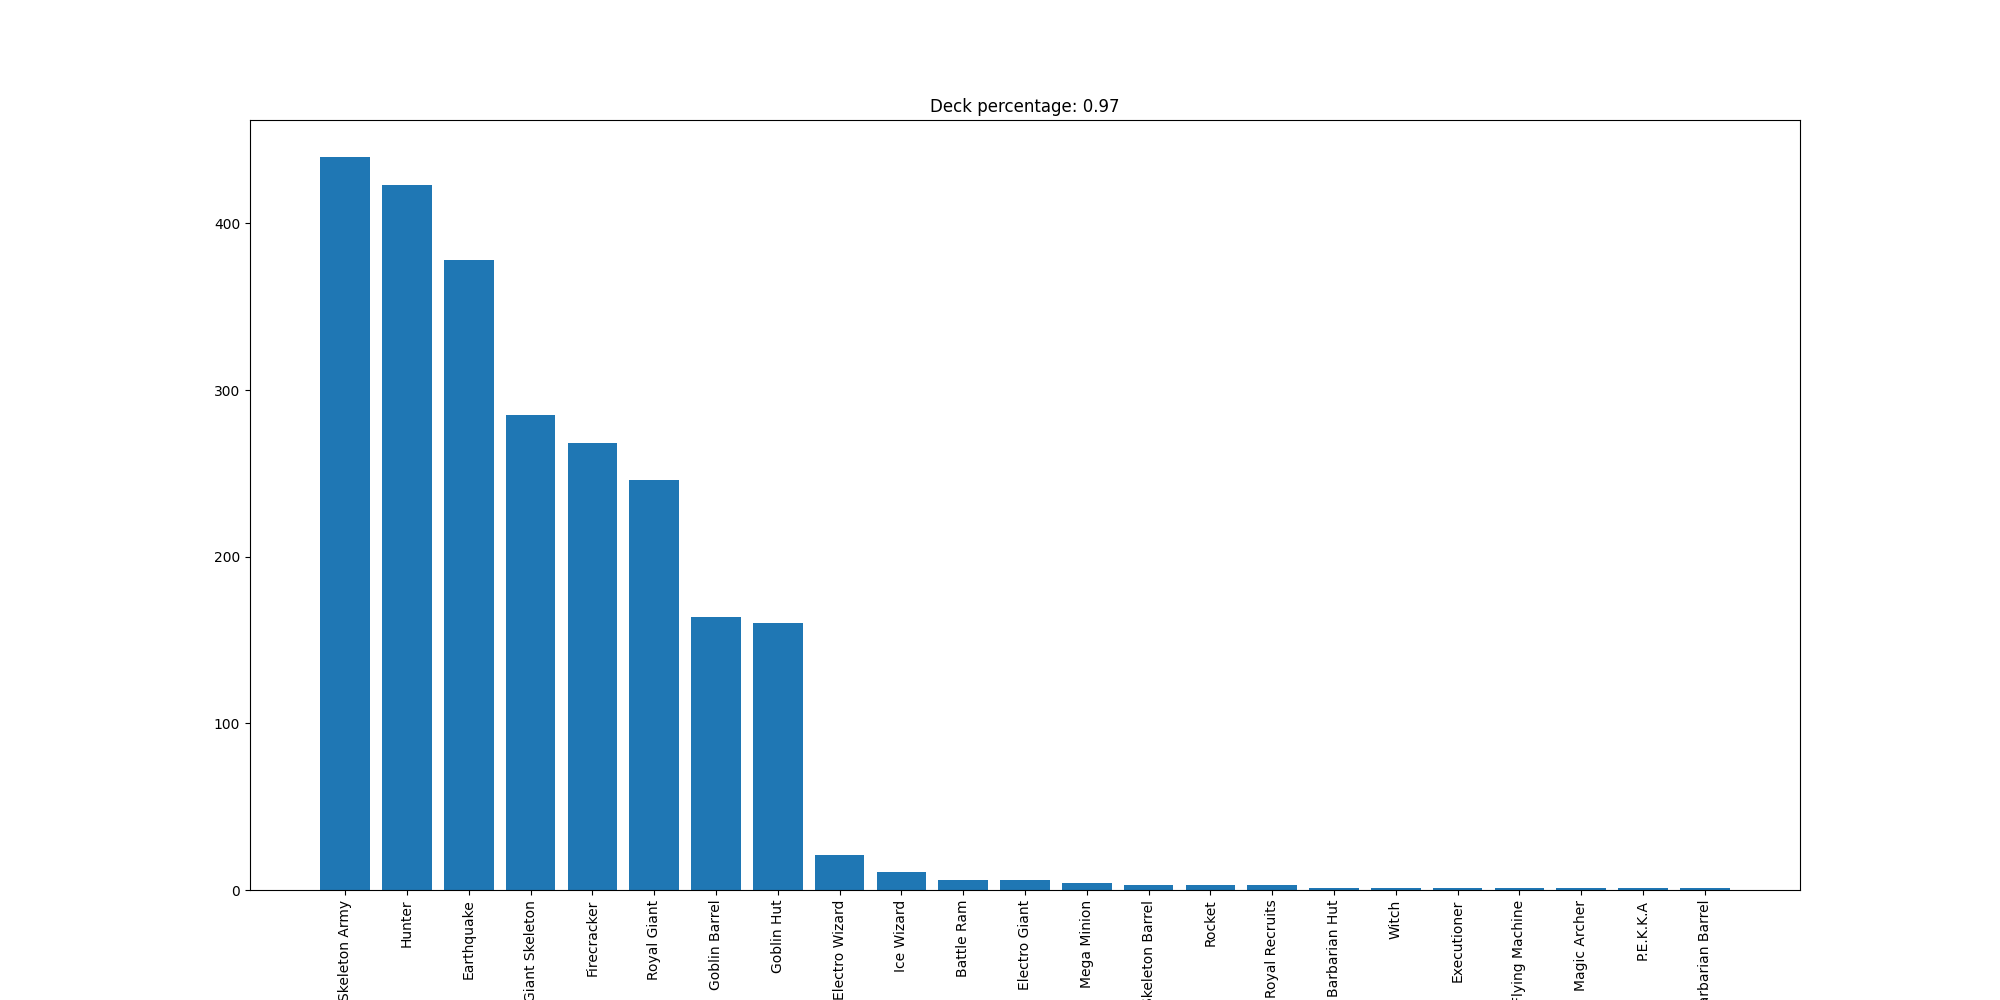 Deck percentage: 0.97
400
300
200
100
0
Skeleton Army
Hunter
Earthquake
Giant Skeleton
Firecracker
Royal Giant
Goblin Barrel
Goblin Hut
Electro Wizard
Ice Wizard
Battle Ram
Electro Giant
Mega Minion
Skeleton Barrel
Rocket
Royal Recruits
Barbarian Hut
Witch
Executioner
Flying Machine
Magic Archer
P.E.K.K.A
arbarian Barrel